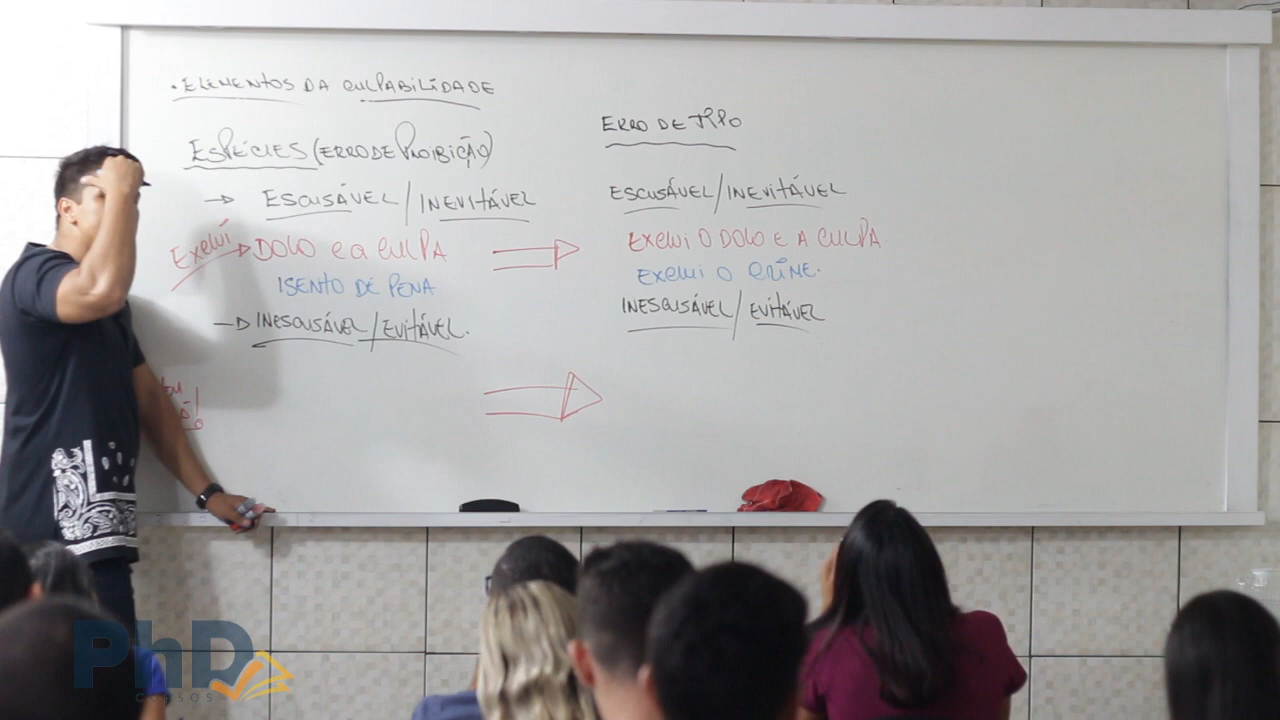 . ELEMENTOS DA CULPABILIDADE
ESPÉCIES (ERRO DE PROIBIÇÃO)
→ ESCUSÁVEL / INEVITÁVEL
EXCLUI → DOLO e a CULPA
ISENTO DE PENA
→ INESCUSÁVEL / EVITÁVEL.
ERRO DE TIPO
ESCUSÁVEL / INEVITÁVEL
EXCLUI O DOLO E A CULPA
EXCLUI O CRIME.
INESCUSÁVEL / EVITÁVEL
PhD
CURSOS